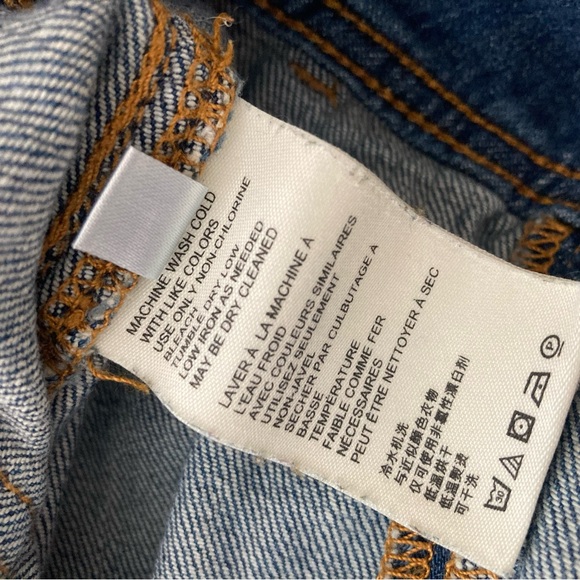 MACHINE WASH COLD
WITH LIKE COLORS
USE ONLY NON-CHLORINE
BLEACH DRY LOW
TUMBLE DRY LOW
LOW IRON AS NEEDED
MAY BE DRY CLEANED
LAVER À LA MACHINE À
L'EAU FROID
AVEC COULEURS SIMILAIRES
UTILISEZ SEULEMENT
NON-JAVEL
SECHER PAR CULBUTAGE A
BASSE
TEMPÉRATURE
FAIBLE COMME FER
NÉCESSAIRES
PEUT ÊTRE NETTOYER À SEC
冷水机洗
与近似颜色衣物
仅可使用非氯性漂白剂
低温烘干
低温熨烫
可干洗
30
P